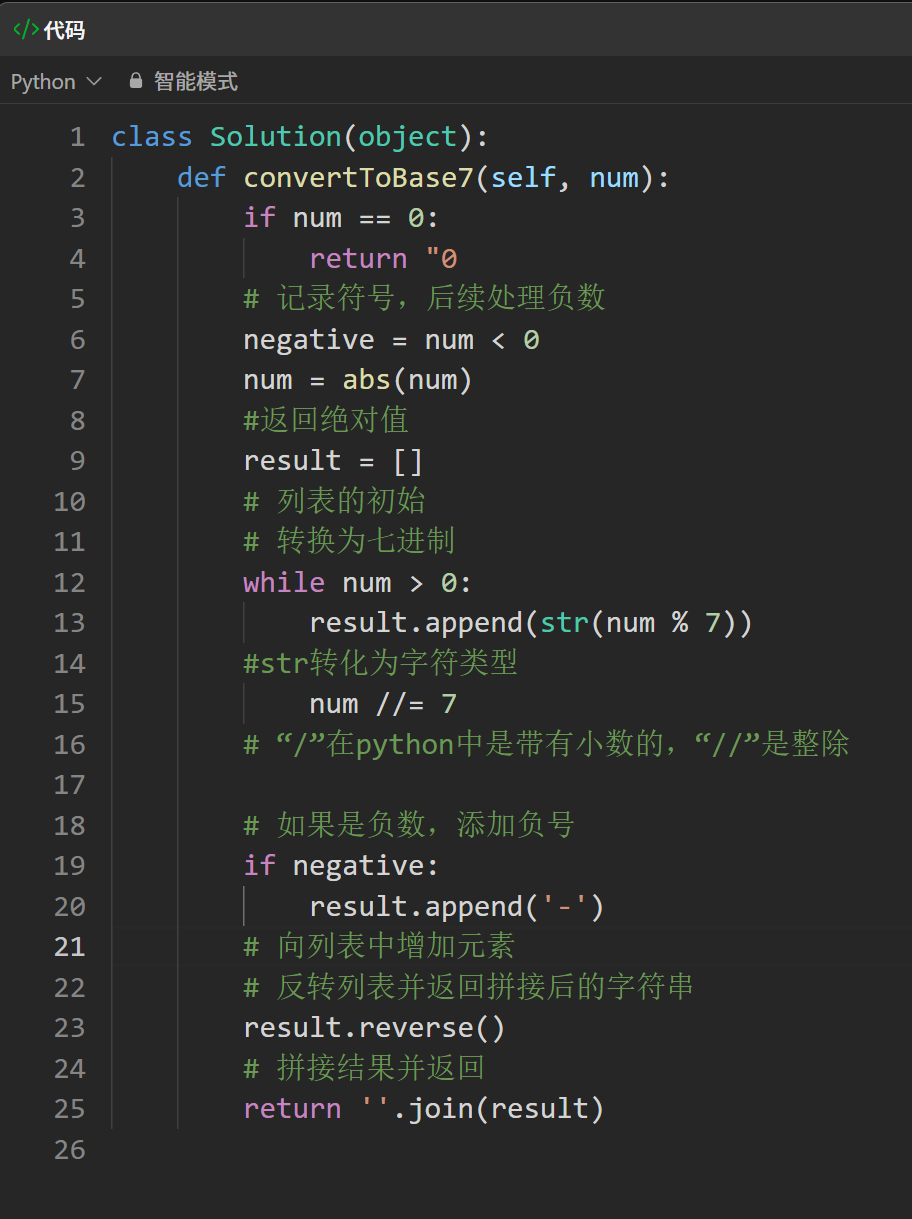 </> 代码
Python 智能模式
1 class Solution(object):
2     def convertToBase7(self, num):
3         if num == 0:
4             return "0
5         # 记录符号，后续处理负数
6         negative = num < 0
7         num = abs(num)
8         #返回绝对值
9         result = []
10         # 列表的初始
11         # 转换为七进制
12         while num > 0:
13             result.append(str(num % 7))
14         #str转化为字符类型
15             num //= 7
16         # “/”在python中是带有小数的，“//”是整除
17
18         # 如果是负数，添加负号
19         if negative:
20             result.append('-')
21         # 向列表中增加元素
22         # 反转列表并返回拼接后的字符串
23         result.reverse()
24         # 拼接结果并返回
25         return ''.join(result)
26